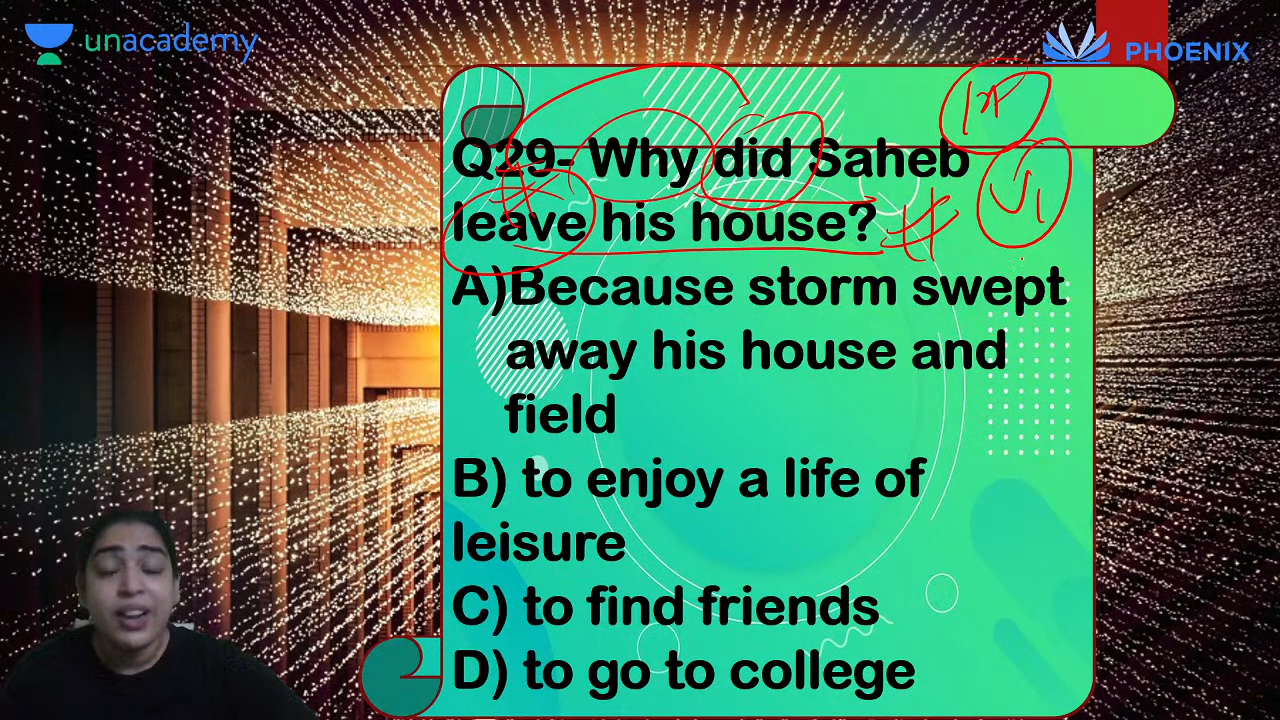 unacademy
PHOENIX
Q29- Why did Saheb
leave his house?
A)Because storm swept
away his house and
field
B) to enjoy a life of
leisure
C) to find friends
D) to go to college
V1